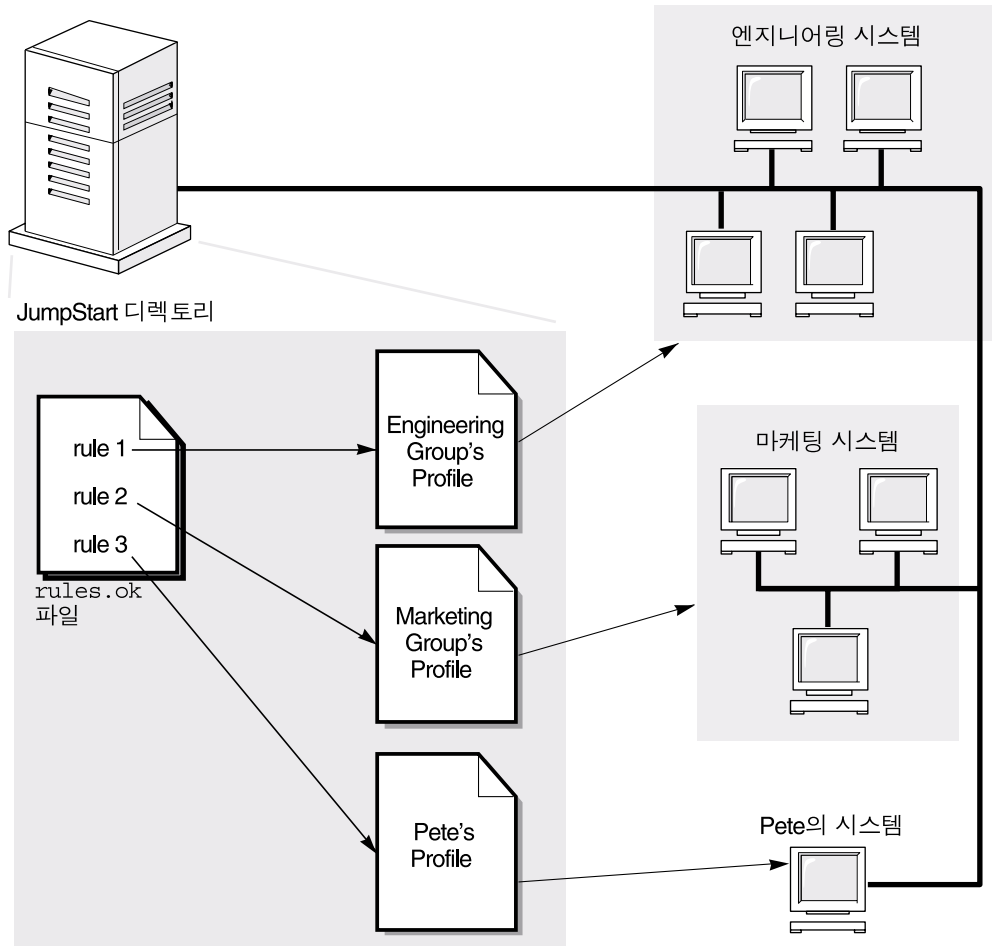 엔지니어링 시스템
JumpStart 디렉토리
rule 1
rule 2
rule 3
rules.ok
파일
Engineering
Group's
Profile
Marketing
Group's
Profile
Pete's
Profile
마케팅 시스템
Pete의 시스템